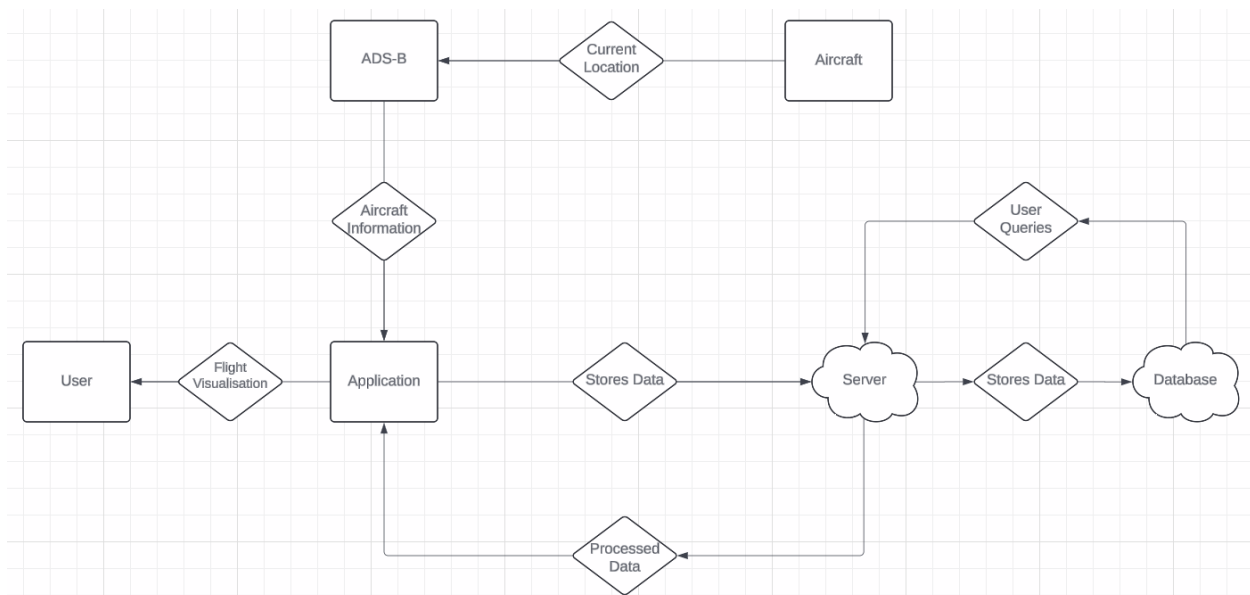 ADS-B
Current
Location
Aircraft
Aircraft
Information
User
Queries
User
Flight
Visualisation
Application
Stores Data
Server
Stores Data
Database
Processed
Data